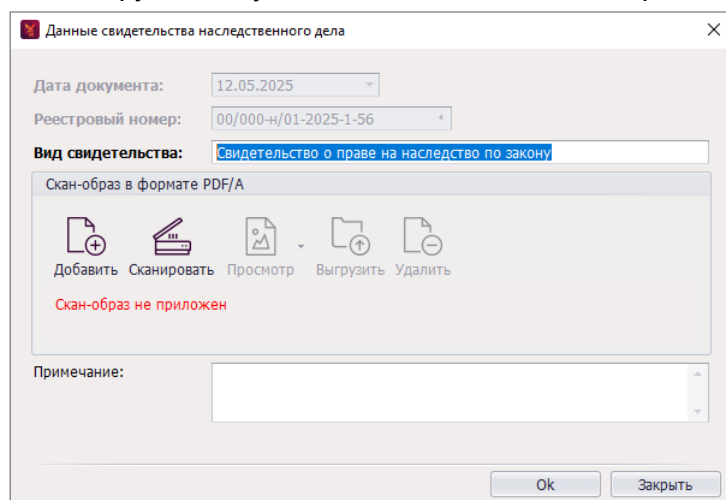 Данные свидетельства наследственного дела
Дата документа: 12.05.2025
Реестровый номер: 00/000-н/01-2025-1-56
Вид свидетельства: Свидетельство о праве на наследство по закону
Скан-образ в формате PDF/A
Добавить Сканировать Просмотр Выгрузить Удалить
Скан-образ не приложен
Примечание:
Ok Закрыть